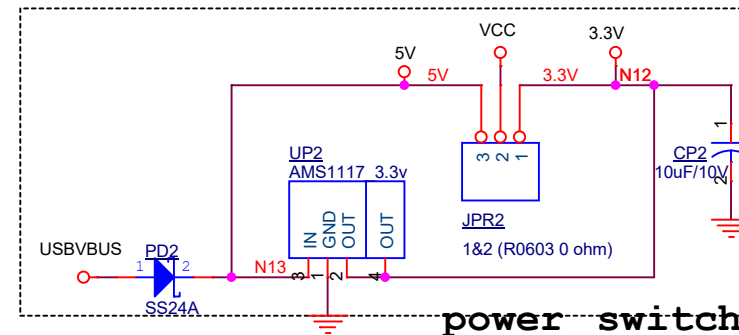 VCC
5V
3.3V
5V
3.3V
N12
3
2
1
UP2
AMS1117_3.3v
IN
GND
OUT
OUT
3
1
2
4
JPR2
1&2 (R0603 0 ohm)
1
CP2
10uF/10V
2
USBVBUS
PD2
1
2
N13
SS24A
power switch